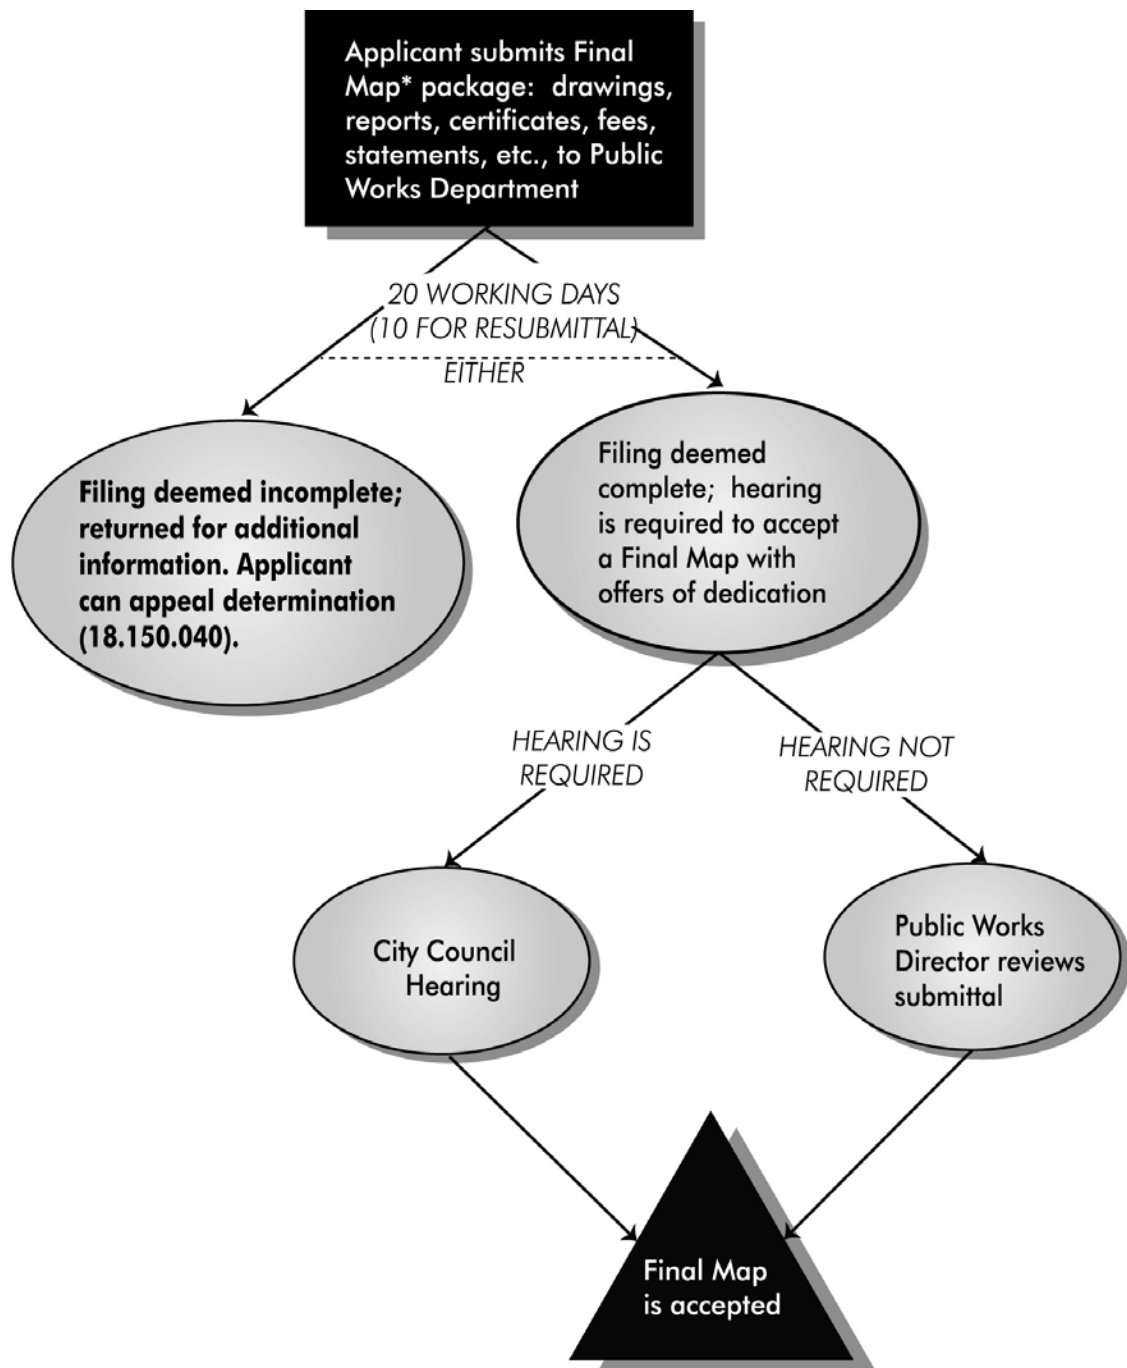 Applicant submits Final
Map* package: drawings,
reports, certificates, fees,
statements, etc., to Public
Works Department
20 WORKING DAYS
(10 FOR RESUBMITTAL)
EITHER
Filing deemed incomplete;
returned for additional
information. Applicant
can appeal determination
(18.150.040).
Filing deemed
complete; hearing
is required to accept
a Final Map with
offers of dedication
HEARING IS
REQUIRED
HEARING NOT
REQUIRED
City Council
Hearing
Public Works
Director reviews
submittal
Final Map
is accepted